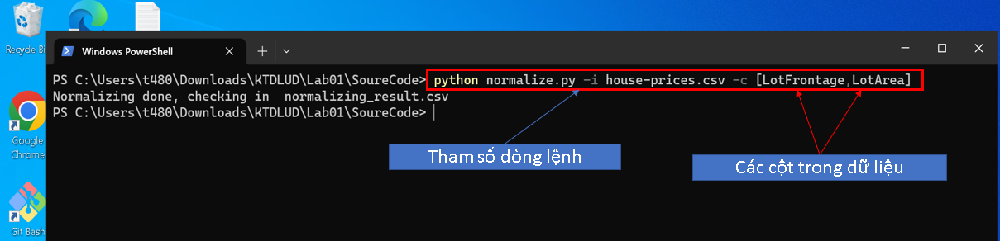 Recycle Bi
Windows PowerShell
PS C:\Users\t480\Downloads\KTDLUD\Lab01\SoureCode> python normalize.py -i house-prices.csv -c [LotFrontage,LotArea]
Normalizing done, checking in  normalizing_result.csv
PS C:\Users\t480\Downloads\KTDLUD\Lab01\SoureCode>
Google
Chrome
Tham số dòng lệnh
Các cột trong dữ liệu
Git Bash